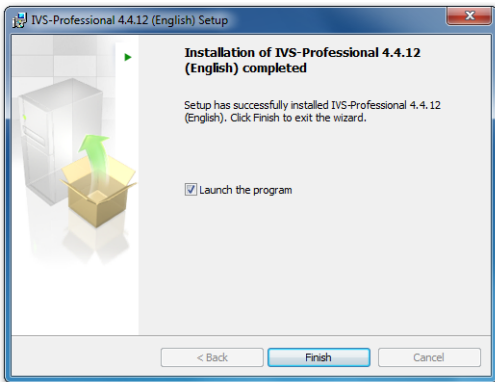 IVS-Professional 4.4.12 (English) Setup
Installation of IVS-Professional 4.4.12
(English) completed
Setup has successfully installed IVS-Professional 4.4.12
(English). Click Finish to exit the wizard.
Launch the program
< Back
Finish
Cancel